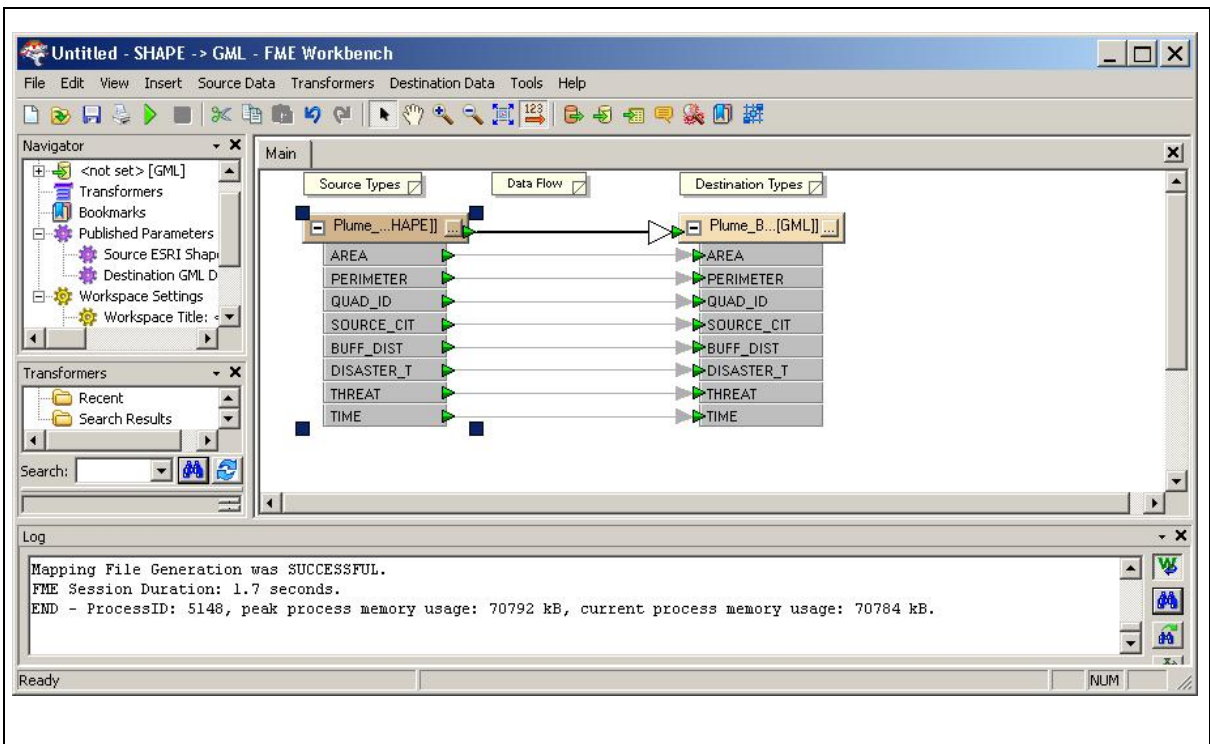 Untitled - SHAPE -> GML - FME Workbench
File Edit View Insert Source Data Transformers Destination Data Tools Help
123
Navigator
<not set> [GML]
Transformers
Bookmarks
Published Parameters
Source ESRI Shap
Destination GML D
Workspace Settings
Workspace Title: <
Transformers
Recent
Search Results
Search:
Main
Source Types
Data Flow
Destination Types
Plume_...HAPE]] ...
Plume_B...[GML]] ...
AREA
AREA
PERIMETER
PERIMETER
QUAD_ID
QUAD_ID
SOURCE_CIT
SOURCE_CIT
BUFF_DIST
BUFF_DIST
DISASTER_T
DISASTER_T
THREAT
THREAT
TIME
TIME
Log
Mapping File Generation was SUCCESSFUL.
FME Session Duration: 1.7 seconds.
END - ProcessID: 5148, peak process memory usage: 70792 kB, current process memory usage: 70784 kB.
Ready
NUM